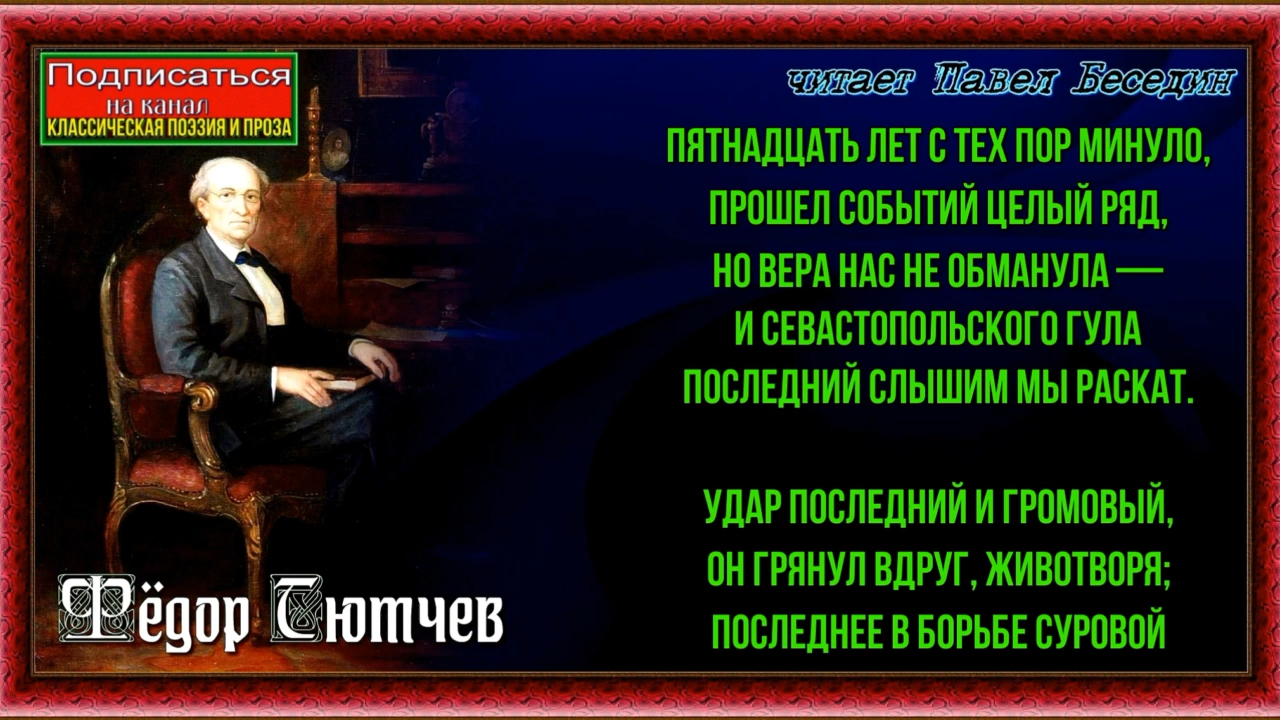 Подписаться
на канал
КЛАССИЧЕСКАЯ ПОЭЗИЯ И ПРОЗА
читает Павел Беседин
ПЯТНАДЦАТЬ ЛЕТ С ТЕХ ПОР МИНУЛО,
ПРОШЕЛ СОБЫТИЙ ЦЕЛЫЙ РЯД,
НО ВЕРА НАС НЕ ОБМАНУЛА —
И СЕВАСТОПОЛЬСКОГО ГУЛА
ПОСЛЕДНИЙ СЛЫШИМ МЫ РАСКАТ.
УДАР ПОСЛЕДНИЙ И ГРОМОВЫЙ,
ОН ГРЯНУЛ ВДРУГ, ЖИВОТВОРЯ;
ПОСЛЕДНЕЕ В БОРЬБЕ СУРОВОЙ
Фёдор Тютчев